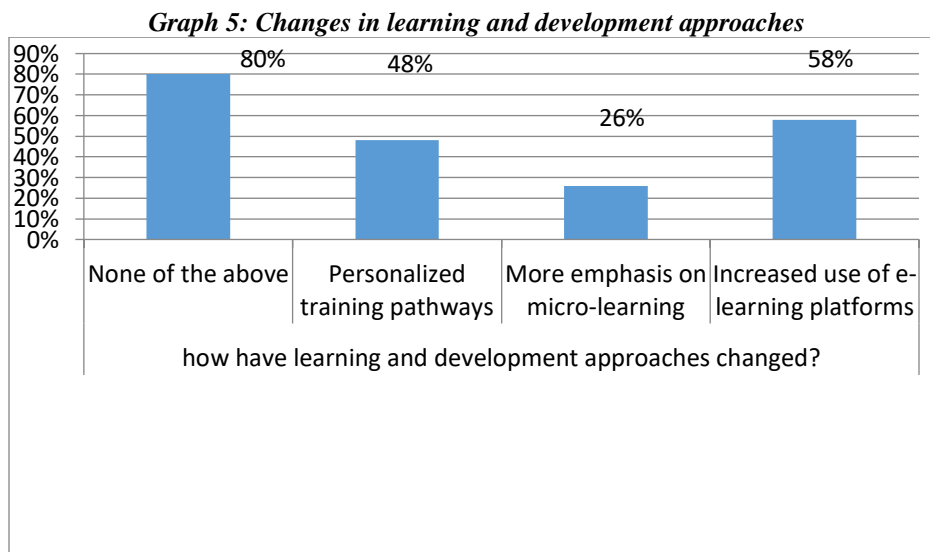 Graph 5: Changes in learning and development approaches
90%
80%
70%
60%
50%
40%
30%
20%
10%
0%
80%
48%
26%
58%
None of the above
Personalized
training pathways
More emphasis on
micro-learning
Increased use of e-
learning platforms
how have learning and development approaches changed?